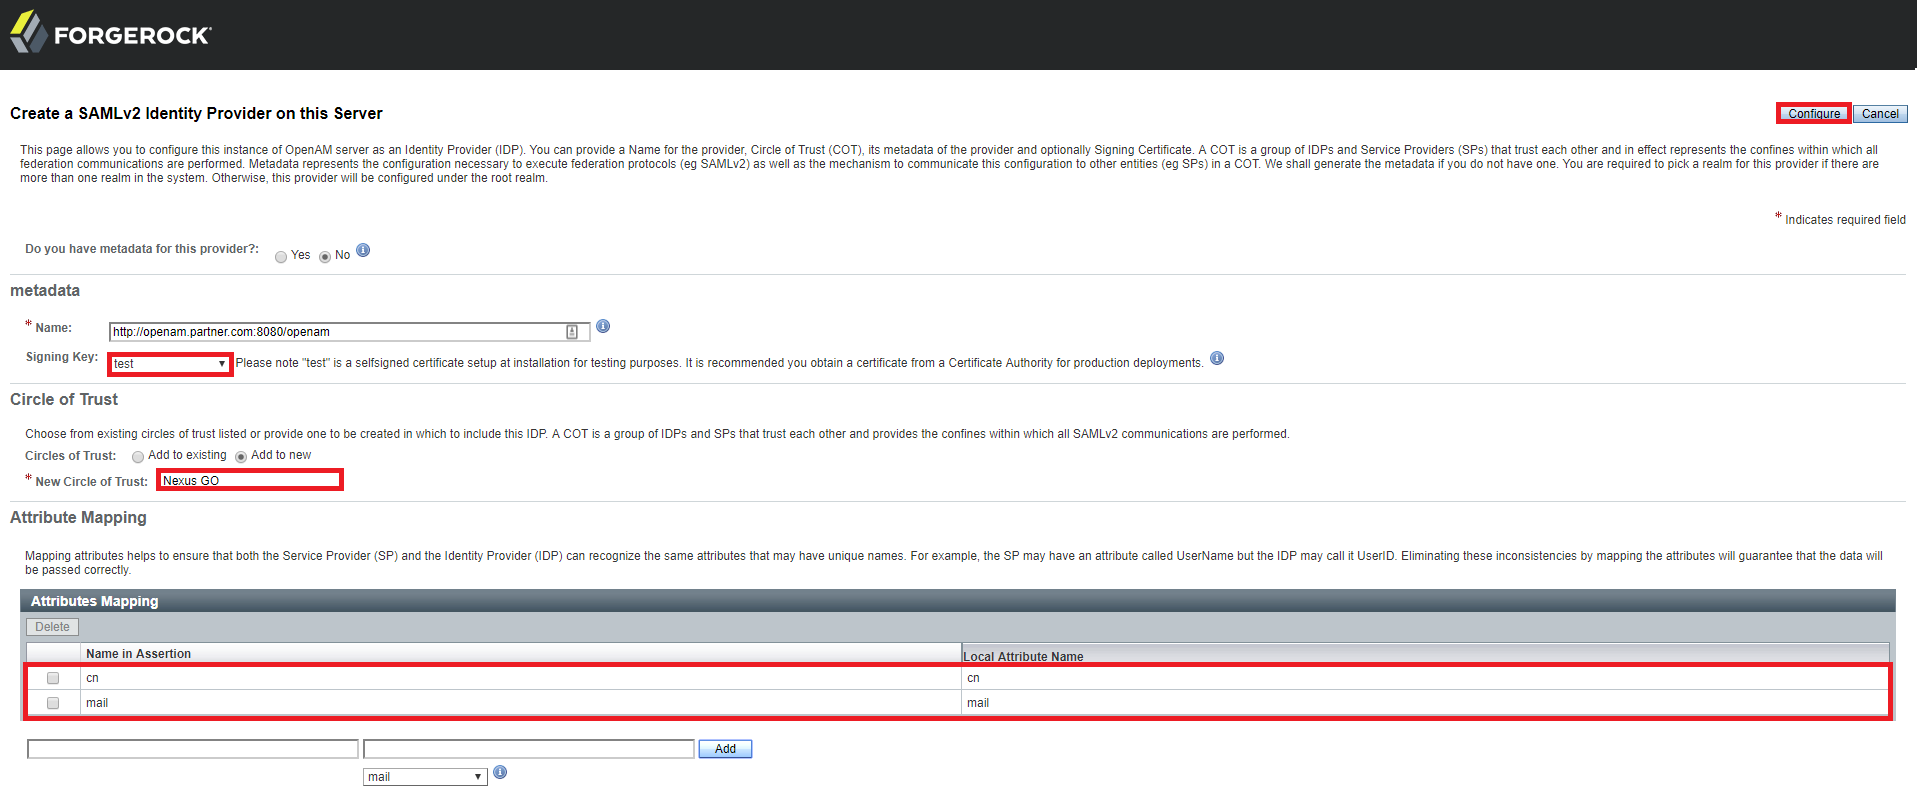 FORGEROCK
Create a SAMLv2 Identity Provider on this Server
Configure Cancel
This page allows you to configure this instance of OpenAM server as an Identity Provider (IDP). You can provide a Name for the provider, Circle of Trust (COT), its metadata of the provider and optionally Signing Certificate. A COT is a group of IDPs and Service Providers (SPs) that trust each other and in effect represents the confines within which all
federation communications are performed. Metadata represents the configuration necessary to execute federation protocols (eg SAMLv2) as well as the mechanism to communicate this configuration to other entities (eg SPs) in a COT. We shall generate the metadata if you do not have one. You are required to pick a realm for this provider if there are
more than one realm in the system. Otherwise, this provider will be configured under the root realm.
* Indicates required field
Do you have metadata for this provider?: Yes No
metadata
* Name: http://openam.partner.com:8080/openam
Signing Key: test Please note "test" is a selfsigned certificate setup at installation for testing purposes. It is recommended you obtain a certificate from a Certificate Authority for production deployments.
Circle of Trust
Choose from existing circles of trust listed or provide one to be created in which to include this IDP. A COT is a group of IDPs and SPs that trust each other and provides the confines within which all SAMLv2 communications are performed.
Circles of Trust: Add to existing Add to new
* New Circle of Trust: Nexus GO
Attribute Mapping
Mapping attributes helps to ensure that both the Service Provider (SP) and the Identity Provider (IDP) can recognize the same attributes that may have unique names. For example, the SP may have an attribute called UserName but the IDP may call it UserID. Eliminating these inconsistencies by mapping the attributes will guarantee that the data will
be passed correctly.
Attributes Mapping
Delete
Name in Assertion Local Attribute Name
cn cn
mail mail
Add
mail